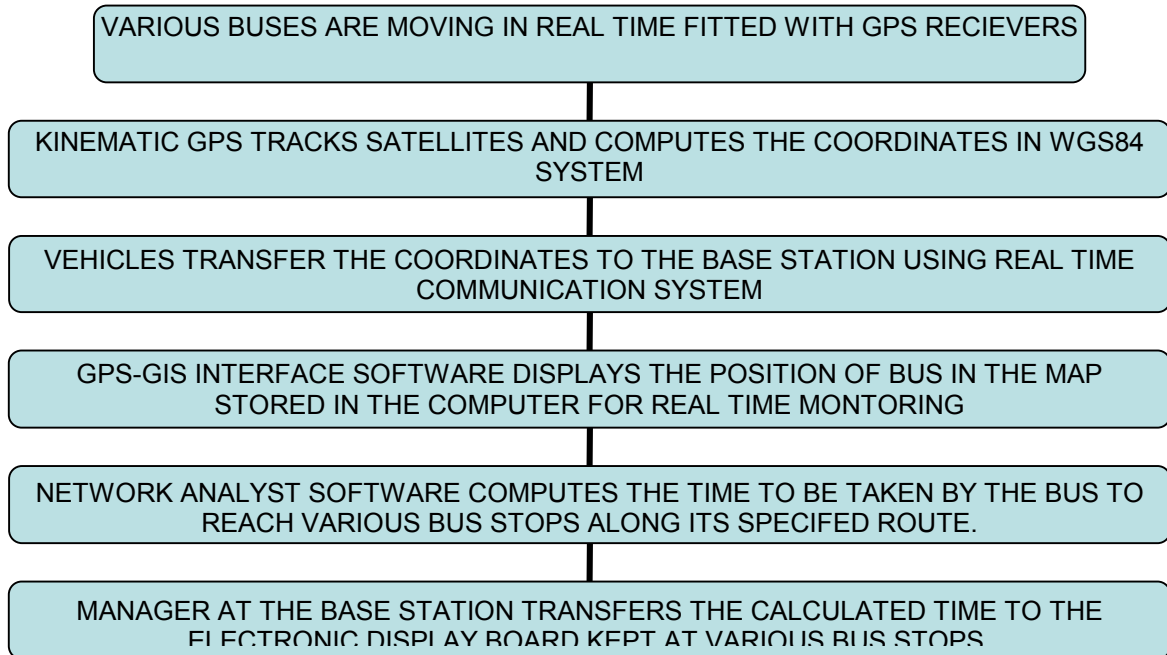 VARIOUS BUSES ARE MOVING IN REAL TIME FITTED WITH GPS RECIEVERS
KINEMATIC GPS TRACKS SATELLITES AND COMPUTES THE COORDINATES IN WGS84
SYSTEM
VEHICLES TRANSFER THE COORDINATES TO THE BASE STATION USING REAL TIME
COMMUNICATION SYSTEM
GPS-GIS INTERFACE SOFTWARE DISPLAYS THE POSITION OF BUS IN THE MAP
STORED IN THE COMPUTER FOR REAL TIME MONTORING
NETWORK ANALYST SOFTWARE COMPUTES THE TIME TO BE TAKEN BY THE BUS TO
REACH VARIOUS BUS STOPS ALONG ITS SPECIFED ROUTE.
MANAGER AT THE BASE STATION TRANSFERS THE CALCULATED TIME TO THE
ELECTRONIC DISPLAY BOARD KEPT AT VARIOUS BUS STOPS